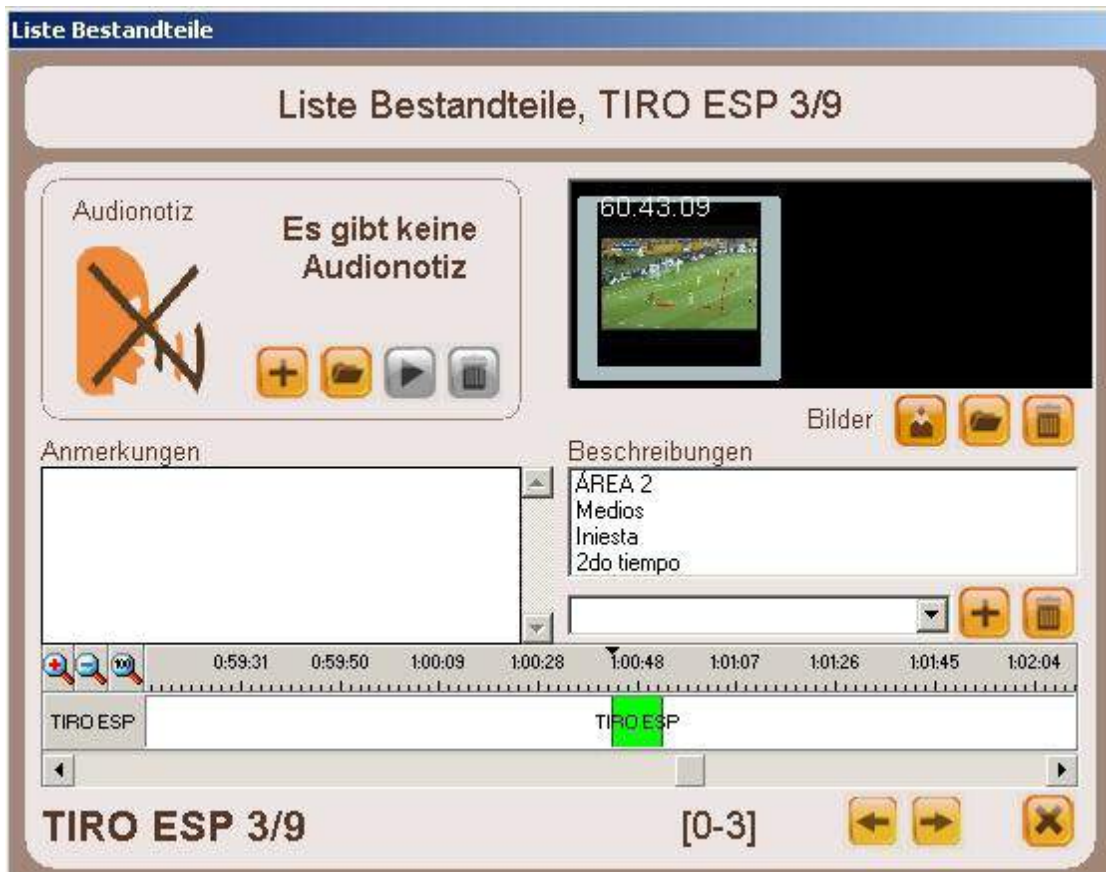 Liste Bestandteile
Liste Bestandteile, TIRO ESP 3/9
Audionotiz
Es gibt keine
Audionotiz
60:43:09
Bilder
Anmerkungen
Beschreibungen
ÁREA 2
Medios
Iniesta
2do tiempo
100
0:59:31 0:59:50 1:00:09 1:00:28 1:00:48 1:01:07 1:01:26 1:01:45 1:02:04
TIRO ESP TIRO ESP
TIRO ESP 3/9 [0-3]